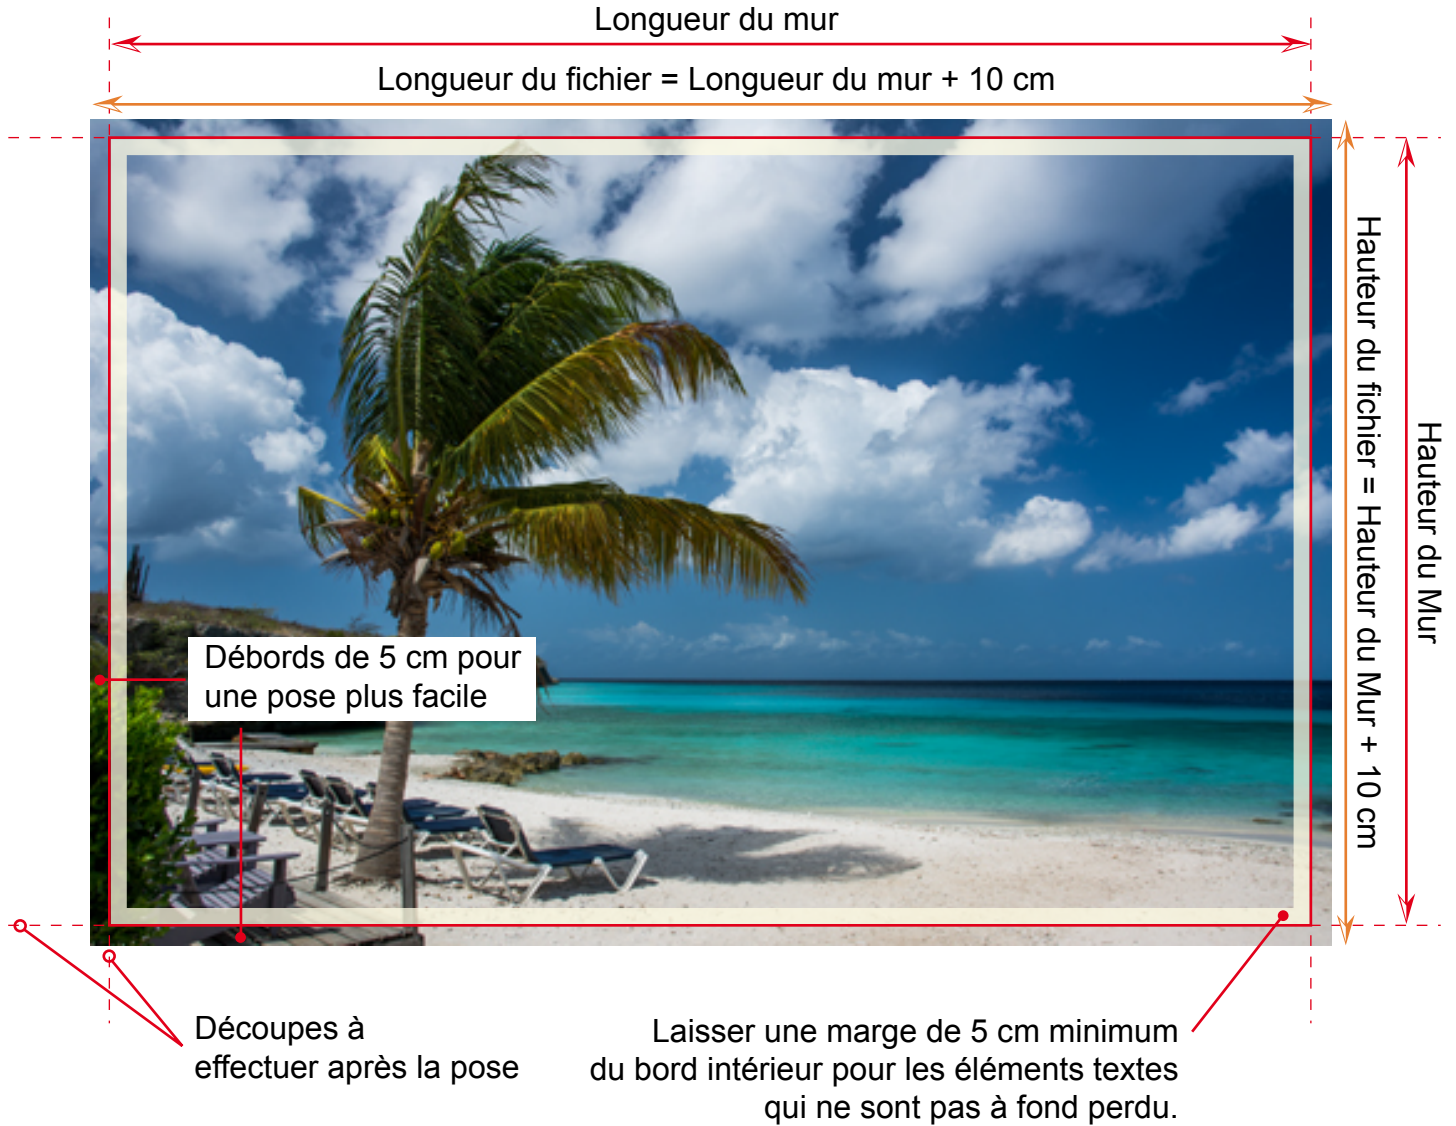 Longueur du mur
Longueur du fichier = Longueur du mur + 10 cm
Hauteur du fichier = Hauteur du Mur + 10 cm
Hauteur du Mur
Débords de 5 cm pour
une pose plus facile
Découpes à
effectuer après la pose
Laisser une marge de 5 cm minimum
du bord intérieur pour les éléments textes
qui ne sont pas à fond perdu.